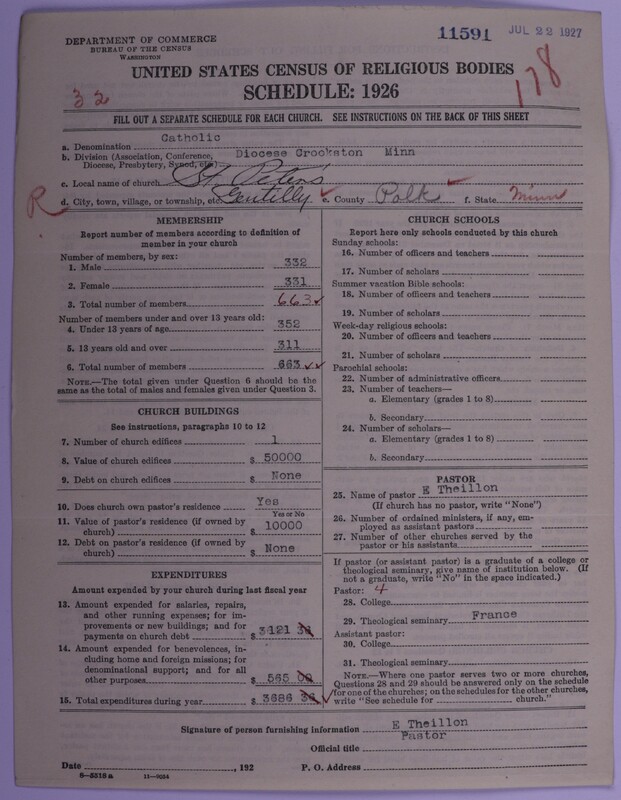 DEPARTMENT OF COMMERCE
BUREAU OF THE CENSUS
WASHINGTON
11591
JUL 22 1927
UNITED STATES CENSUS OF RELIGIOUS BODIES
SCHEDULE: 1926
32
178
FILL OUT A SEPARATE SCHEDULE FOR EACH CHURCH. SEE INSTRUCTIONS ON THE BACK OF THIS SHEET
a. Denomination Catholic
b. Division (Association, Conference, Diocese, Presbytery, Synod, etc.) Diocese Crookston Minn
c. Local name of church St. Peter's
R d. City, town, village, or township, etc. Gentilly e. County Polk f. State Minn
MEMBERSHIP
Report number of members according to definition of
member in your church
Number of members, by sex:
1. Male 332
2. Female 331
3. Total number of members 663
Number of members under and over 13 years old:
4. Under 13 years of age 352
5. 13 years old and over 311
6. Total number of members 663
NOTE.—The total given under Question 6 should be the
same as the total of males and females given under Question 3.
CHURCH BUILDINGS
See instructions, paragraphs 10 to 12
7. Number of church edifices 1
8. Value of church edifices $ 50000
9. Debt on church edifices $ None
10. Does church own pastor's residence Yes
Yes or No
11. Value of pastor's residence (if owned by
church) $ 10000
12. Debt on pastor's residence (if owned by
church) $ None
EXPENDITURES
Amount expended by your church during last fiscal year
13. Amount expended for salaries, repairs,
and other running expenses; for im-
provements or new buildings; and for
payments on church debt $ 3121
14. Amount expended for benevolences, in-
cluding home and foreign missions; for
denominational support; and for all
other purposes $ 565 00
15. Total expenditures during year $ 3686
CHURCH SCHOOLS
Report here only schools conducted by this church
Sunday schools:
16. Number of officers and teachers
17. Number of scholars
Summer vacation Bible schools:
18. Number of officers and teachers
19. Number of scholars
Week-day religious schools:
20. Number of officers and teachers
21. Number of scholars
Parochial schools:
22. Number of administrative officers
23. Number of teachers—
a. Elementary (grades 1 to 8)
b. Secondary
24. Number of scholars—
a. Elementary (grades 1 to 8)
b. Secondary
PASTOR
25. Name of pastor E Theillon
(If church has no pastor, write "None")
26. Number of ordained ministers, if any, em-
ployed as assistant pastors
27. Number of other churches served by the
pastor or his assistants
If pastor (or assistant pastor) is a graduate of a college or
theological seminary, give name of institution below. (If
not a graduate, write "No" in the space indicated.)
Pastor: 4
28. College
29. Theological seminary France
Assistant pastor:
30. College
31. Theological seminary
NOTE.—Where one pastor serves two or more churches,
Questions 28 and 29 should be answered only on the schedule
for one of the churches; on the schedules for the other churches,
write "See schedule for church."
Signature of person furnishing information E Theillon
Official title Pastor
Date , 192 P. O. Address
8—5318a 11—9034